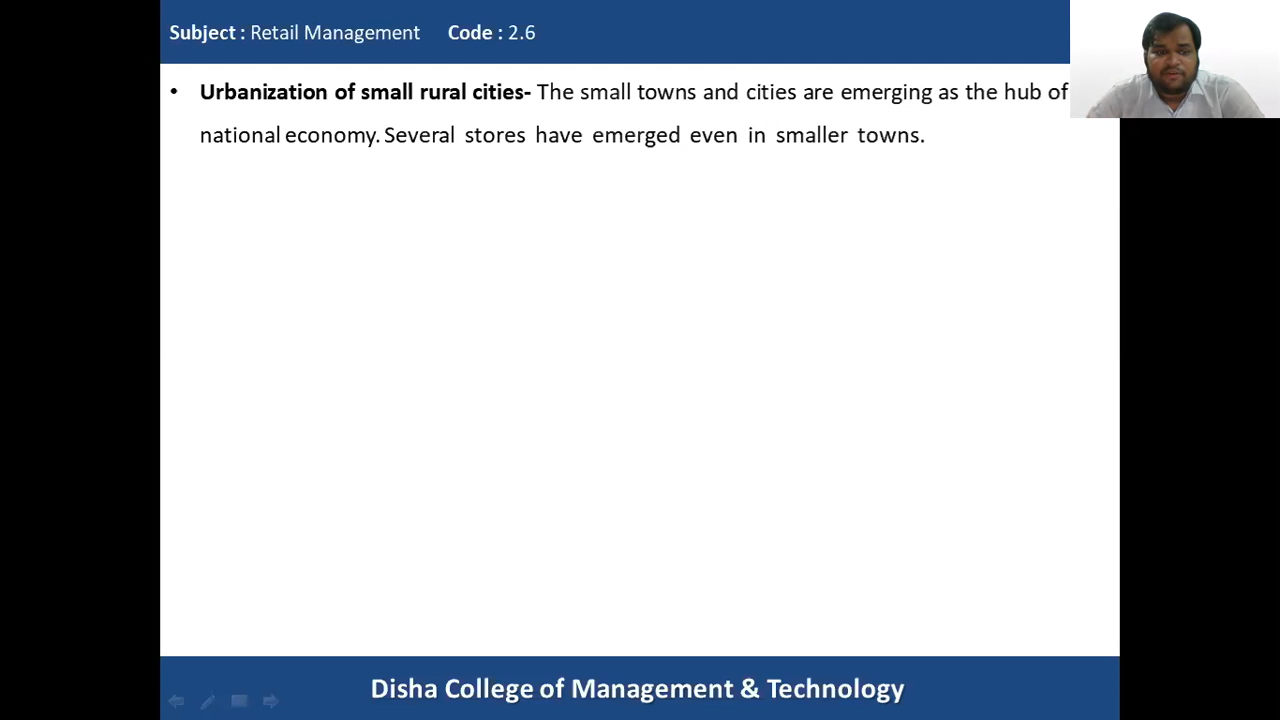 Subject : Retail Management Code : 2.6
• Urbanization of small rural cities- The small towns and cities are emerging as the hub of
national economy. Several stores have emerged even in smaller towns.
Disha College of Management & Technology